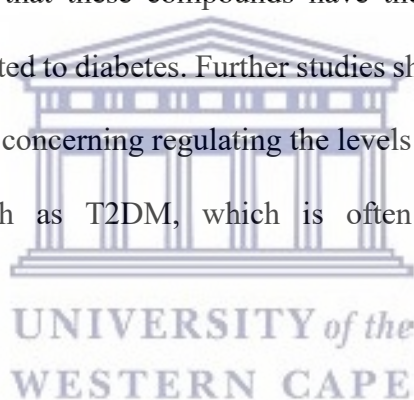 that these compounds have the
ted to diabetes. Further studies sh
concerning regulating the levels
h as T2DM, which is often
UNIVERSITY of the
WESTERN CAPE